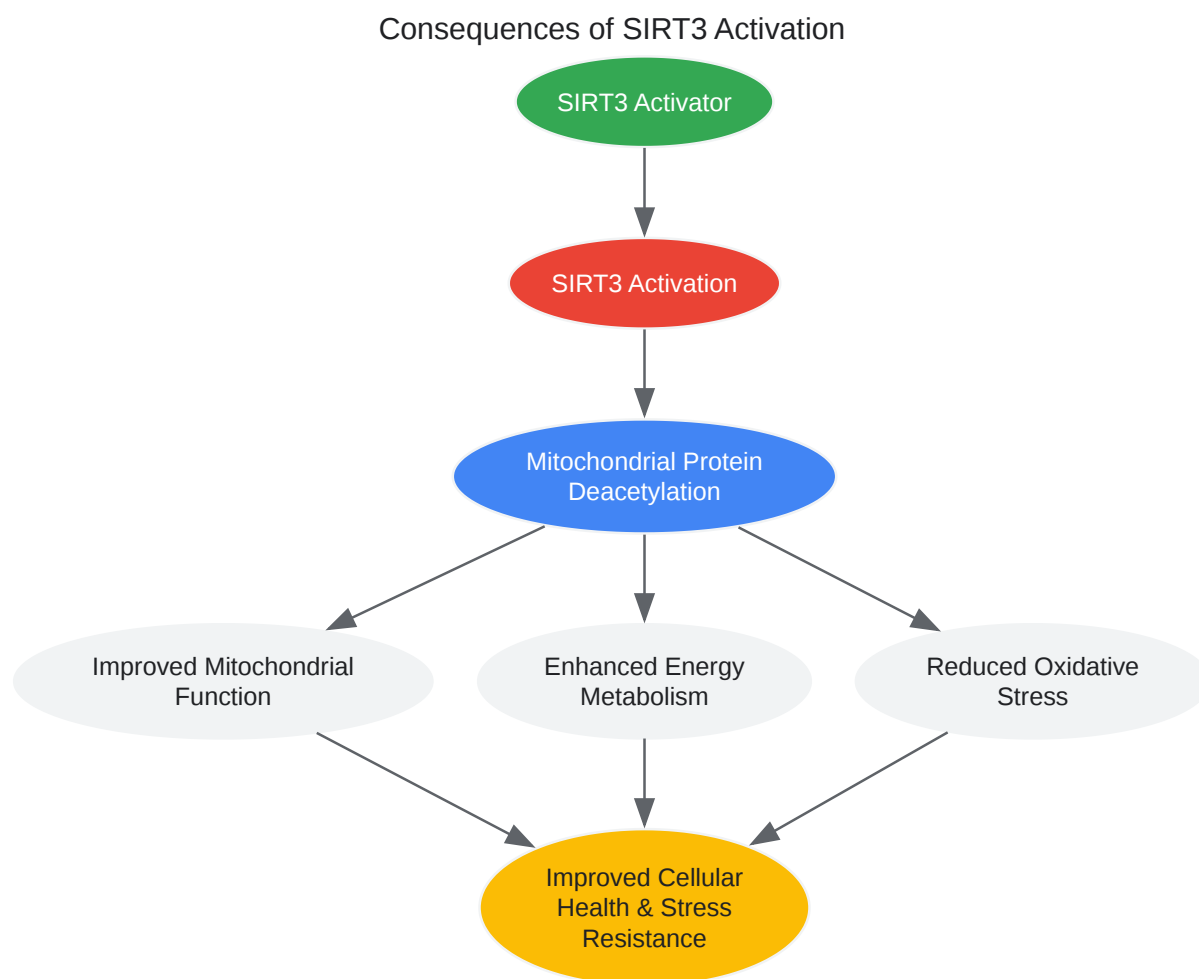 Consequences of SIRT3 Activation
SIRT3 Activator
SIRT3 Activation
Mitochondrial Protein
Deacetylation
Improved Mitochondrial
Function
Enhanced Energy
Metabolism
Reduced Oxidative
Stress
Improved Cellular
Health & Stress
Resistance